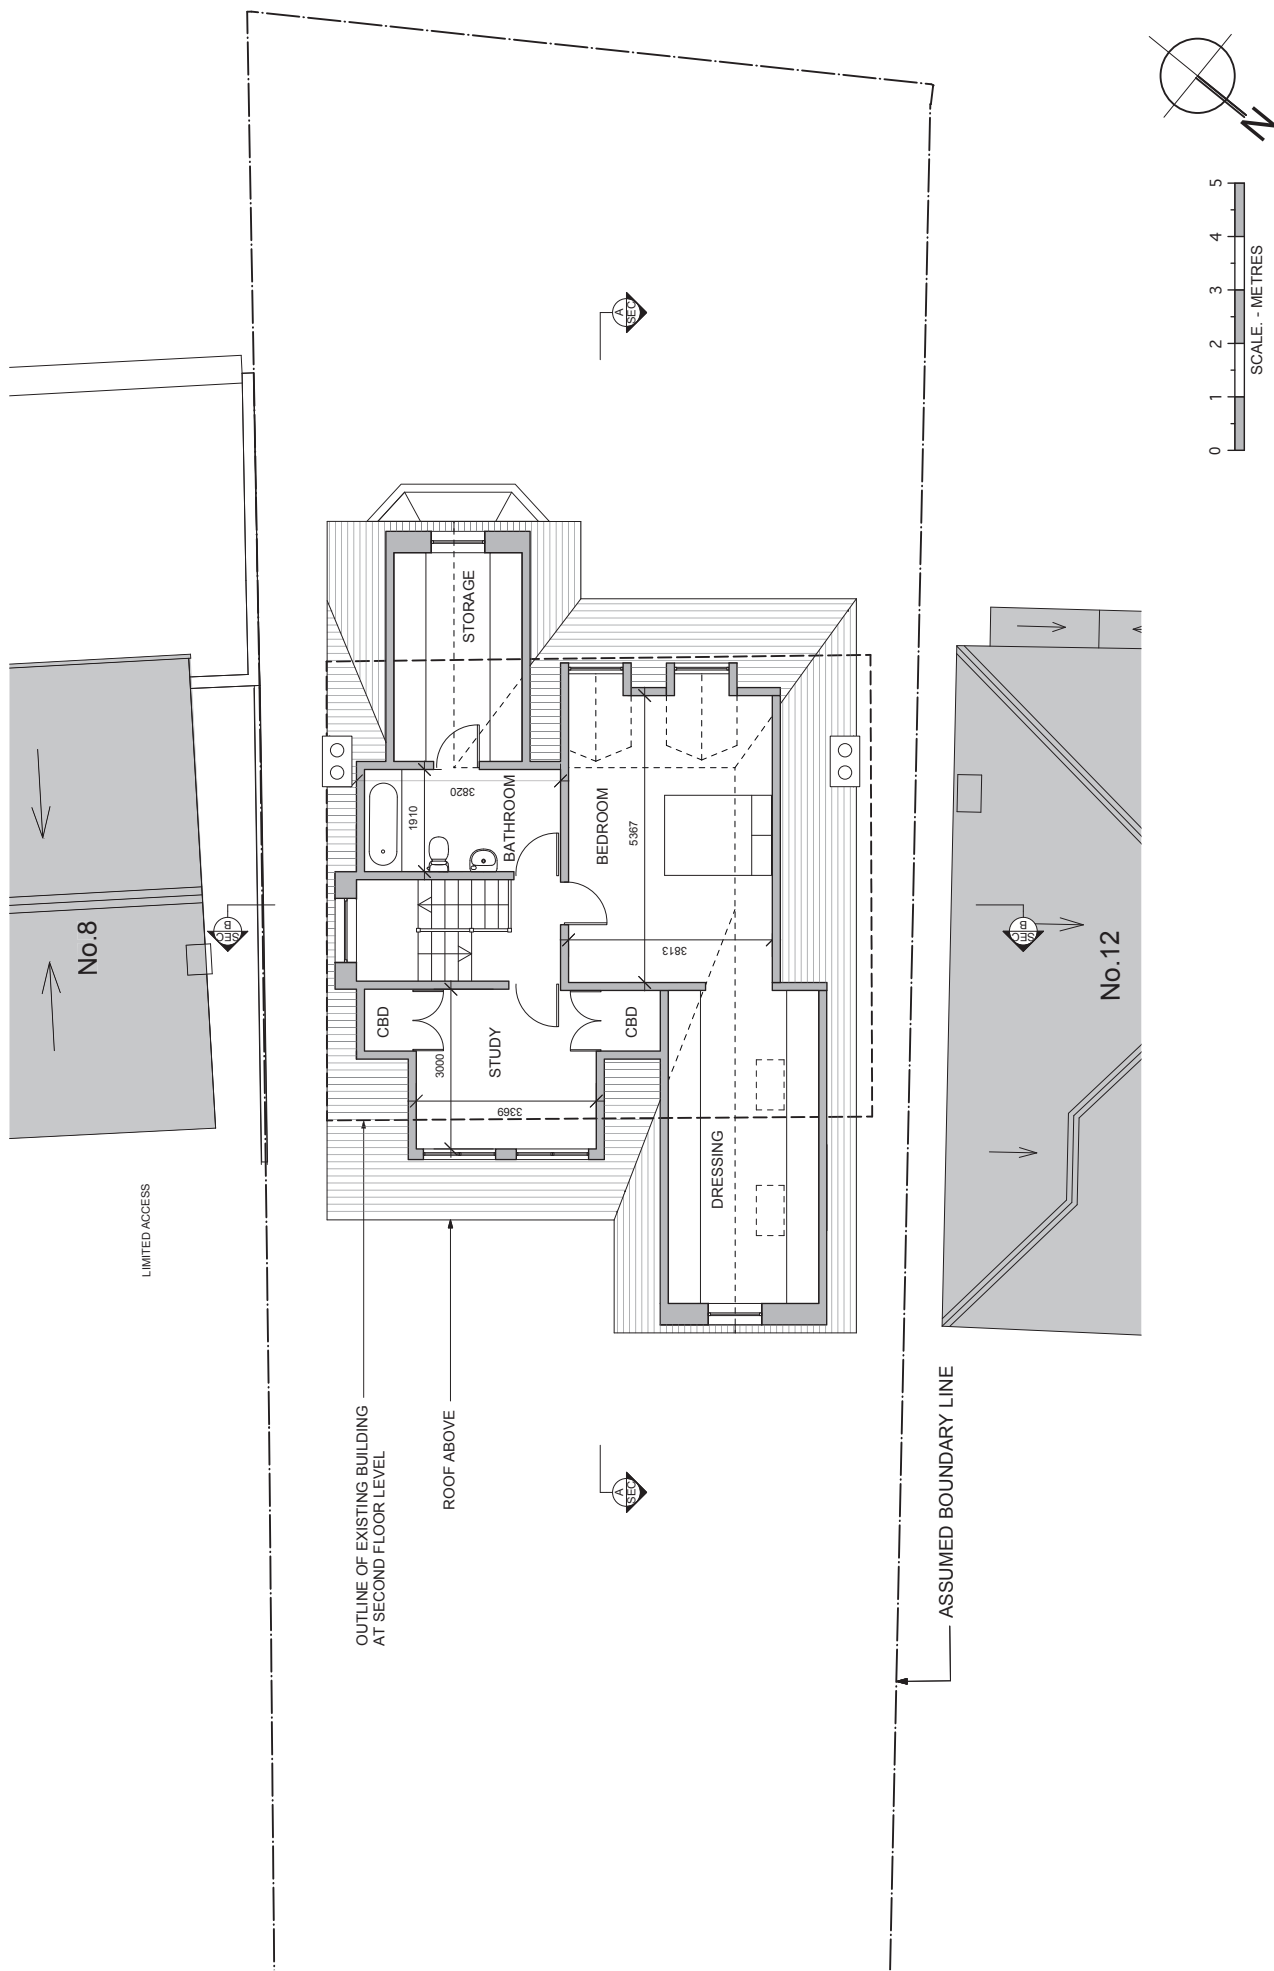 N
5
4
3
2
1
0
SCALE. - METRES
A
SEC
STORAGE
3820
1910
BATHROOM
BEDROOM
5367
3813
No.8
B
SEC
B
SEC
No.12
CBD
STUDY
CBD
3000
3369
DRESSING
LIMITED ACCESS
OUTLINE OF EXISTING BUILDING
AT SECOND FLOOR LEVEL
ROOF ABOVE
A
SEC
ASSUMED BOUNDARY LINE